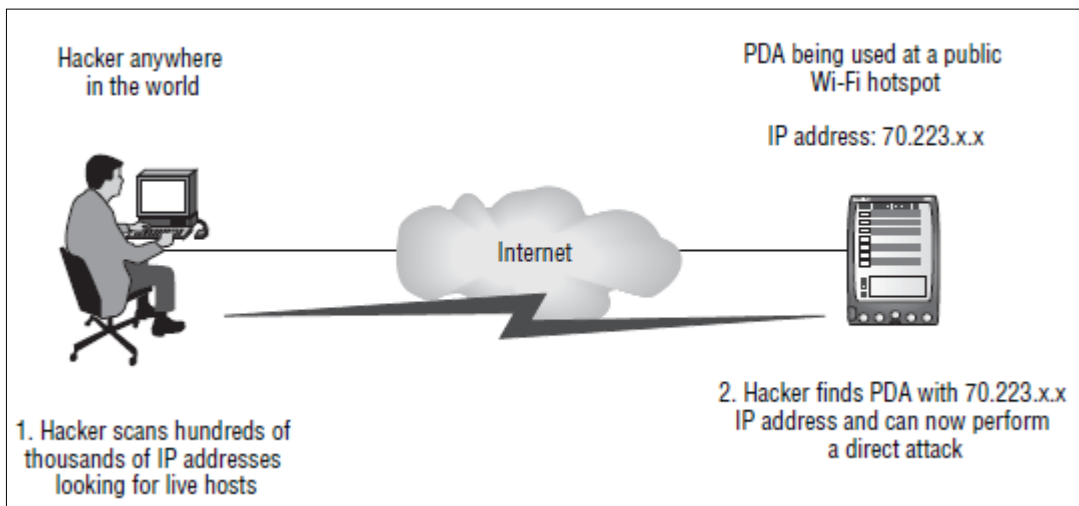 Hacker anywhere
in the world
PDA being used at a public
Wi-Fi hotspot
IP address: 70.223.x.x
Internet
1. Hacker scans hundreds of
thousands of IP addresses
looking for live hosts
2. Hacker finds PDA with 70.223.x.x
IP address and can now perform
a direct attack